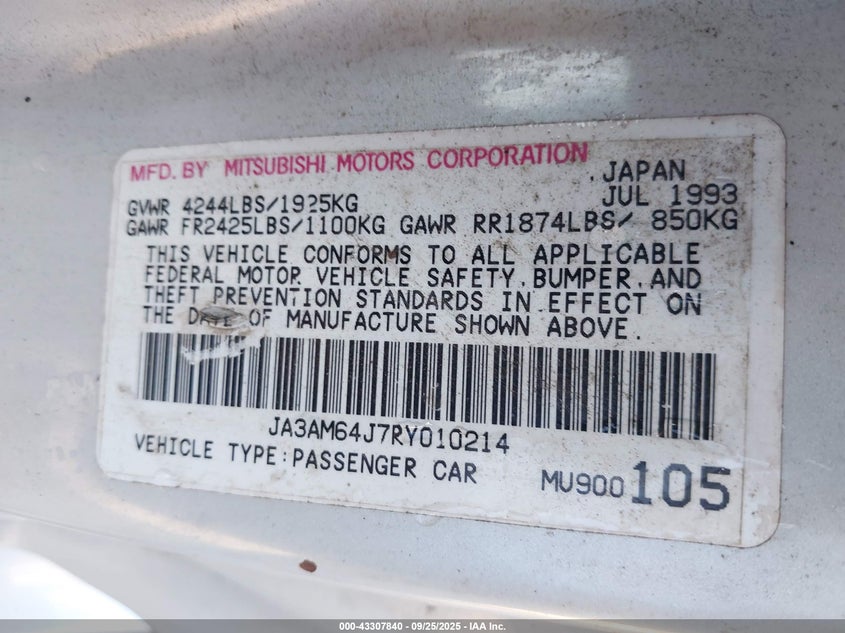 MFD. BY MITSUBISHI MOTORS CORPORATION
JAPAN
GVWR 4244LBS/1925KG JUL 1993
GAWR FR2425LBS/1100KG GAWR RR1874LBS/ 850KG
THIS VEHICLE CONFORMS TO ALL APPLICABLE
FEDERAL MOTOR VEHICLE SAFETY, BUMPER, AND
THEFT PREVENTION STANDARDS IN EFFECT ON
THE DATE OF MANUFACTURE SHOWN ABOVE.
JA3AM64J7RY010214
VEHICLE TYPE:PASSENGER CAR MU900105
000-43307840 - 09/25/2025 - IAA Inc.